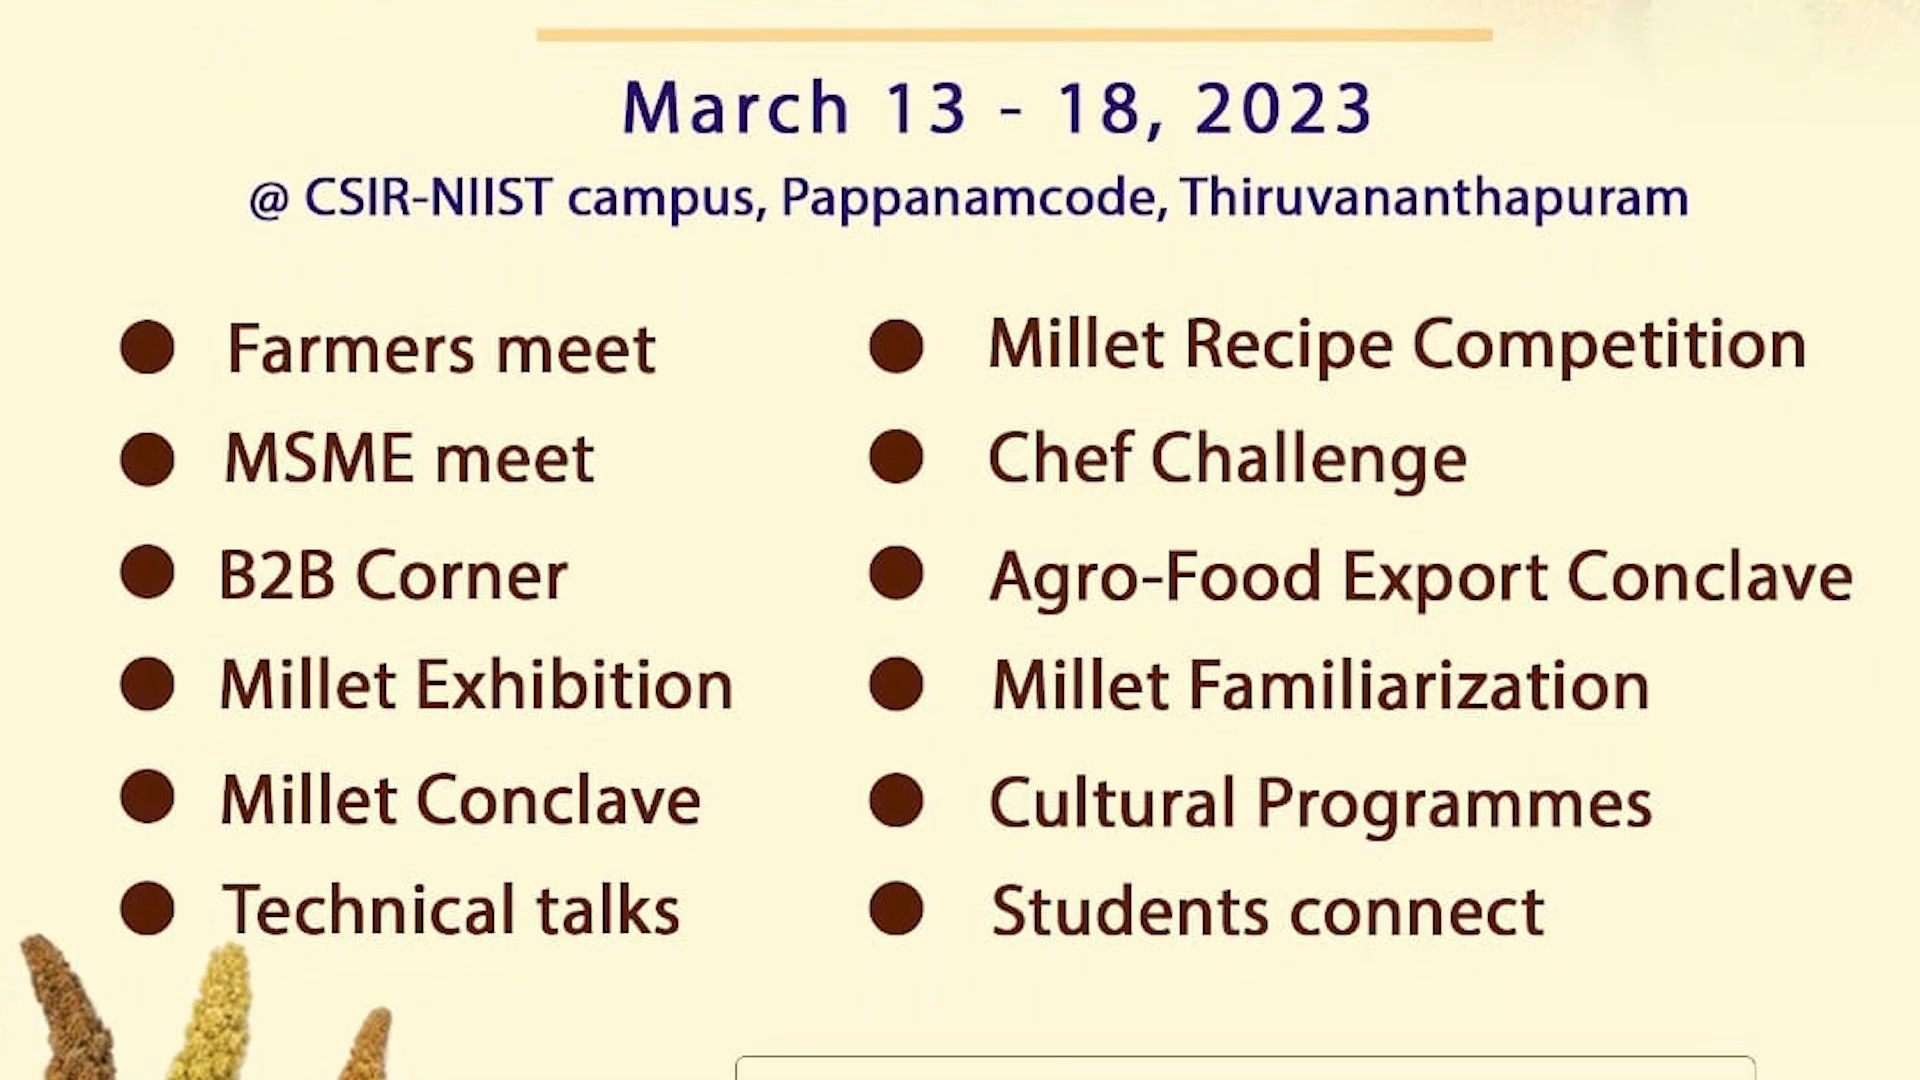 March 13 - 18, 2023
@ CSIR-NIIST campus, Pappanamcode, Thiruvananthapuram
Farmers meet
MSME meet
B2B Corner
Millet Exhibition
Millet Conclave
Technical talks
Millet Recipe Competition
Chef Challenge
Agro-Food Export Conclave
Millet Familiarization
Cultural Programmes
Students connect